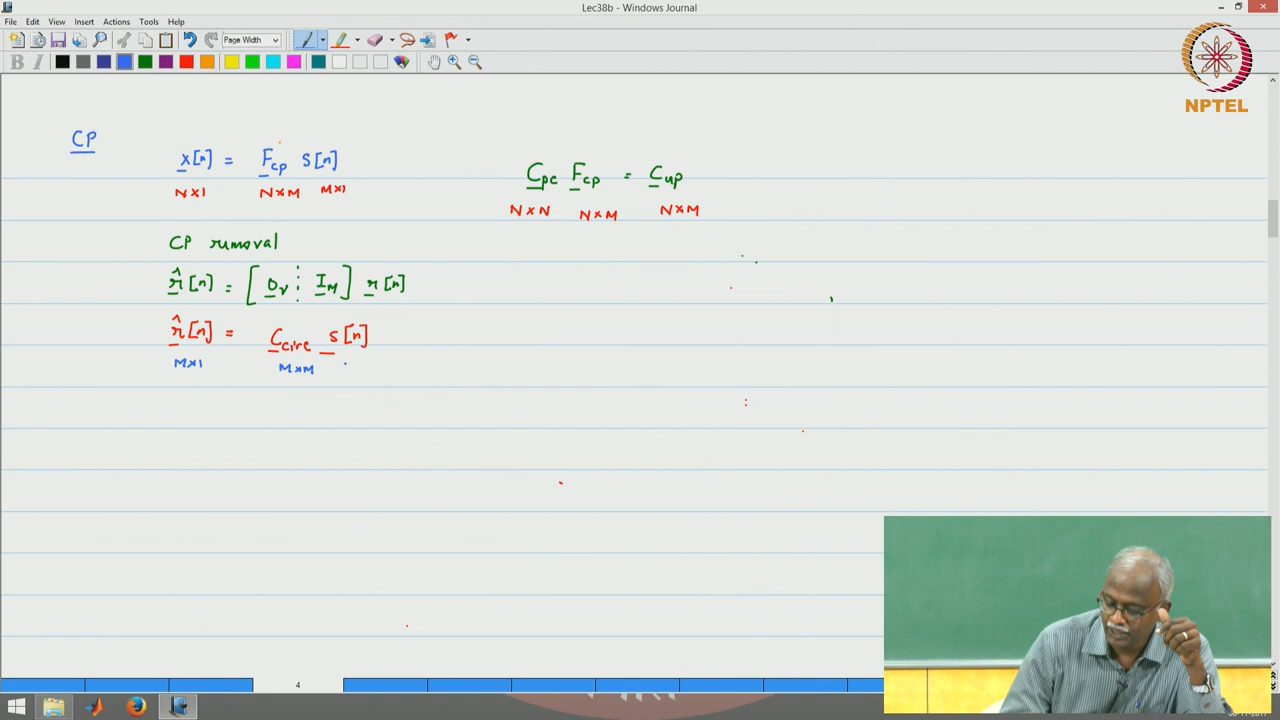 Lec38b - Windows Journal
File Edit View Insert Actions Tools Help
Page Width
B I
NPTEL
CP
x[n] = F_cp s[n]
N×1 N×M M×1
C_pc F_cp = C_up
N×N N×M N×M
CP removal
r̂[n] = [ 0_ν ⋮ I_M ] r[n]
r̂[n] = C_circ s[n]
M×1 M×M
4